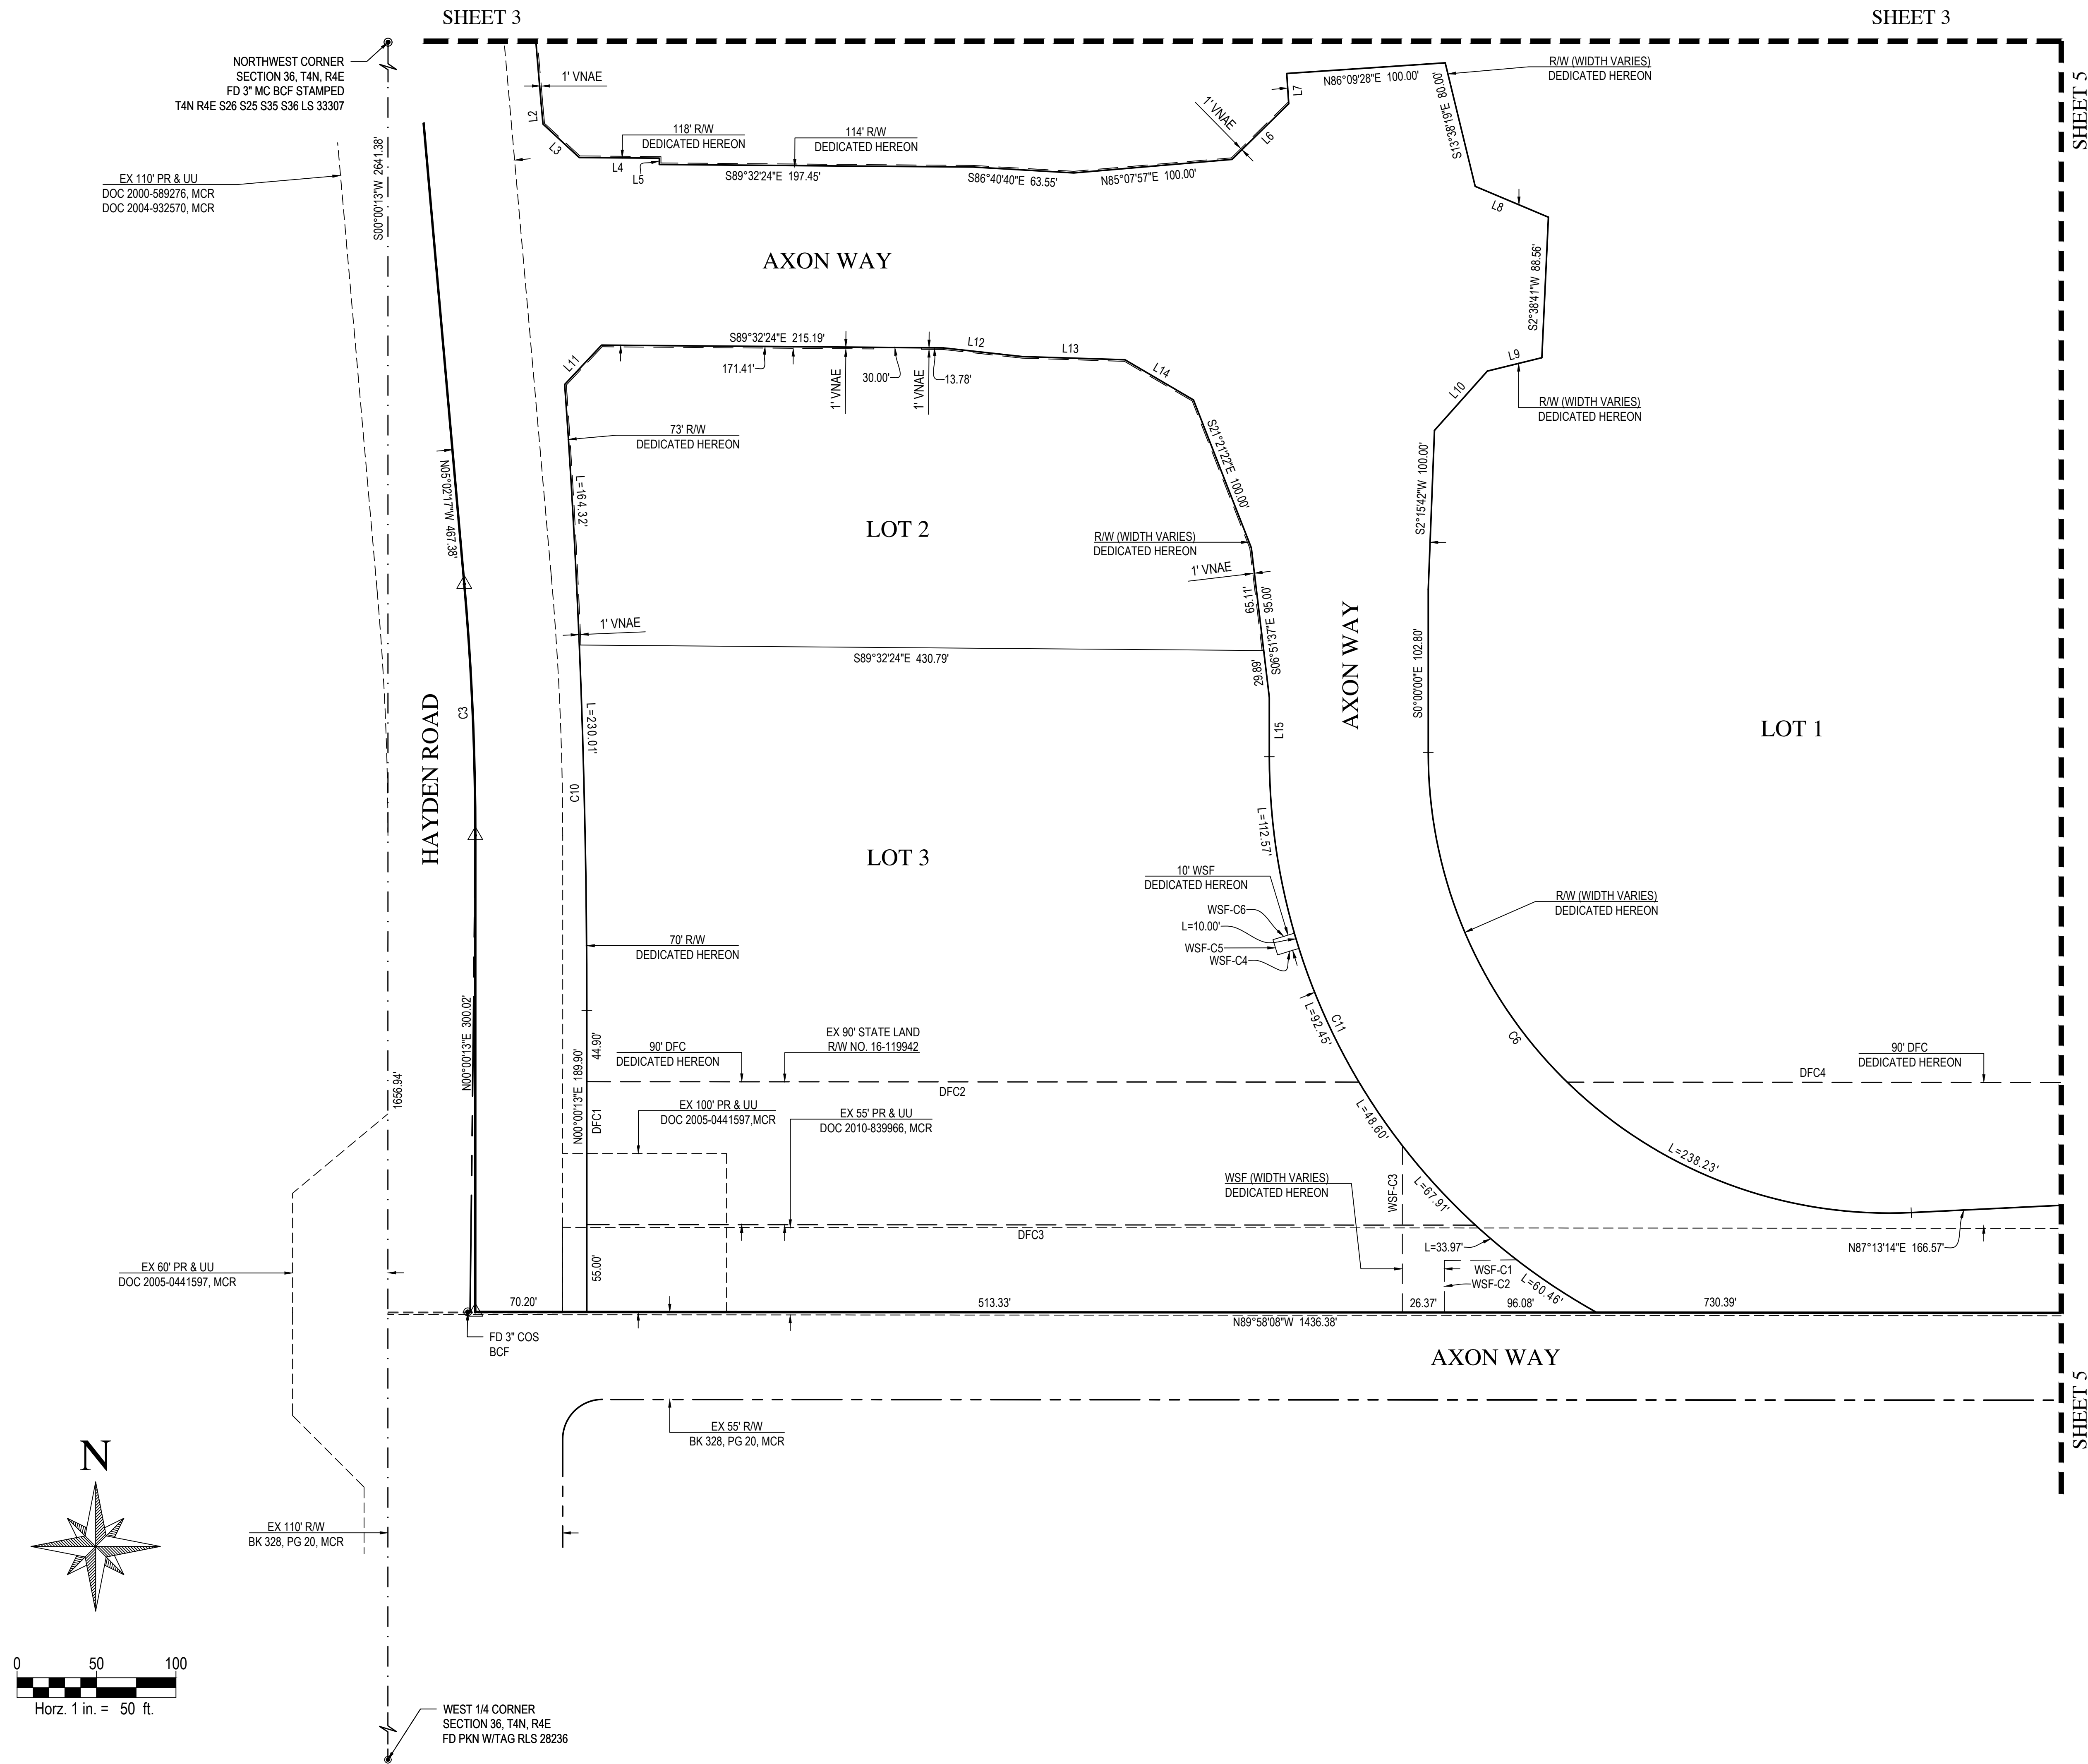 SHEET 3
SHEET 3
NORTHWEST CORNER
SECTION 36, T4N, R4E
FD 3" MC BCF STAMPED
T4N R4E S26 S25 S35 S36 LS 33307
SHEET 5
1' VNAE
L2
L3
118' R/W
DEDICATED HEREON
114' R/W
DEDICATED HEREON
L4
L5
S89°32'24"E 197.45'
S86°40'40"E 63.55'
N85°07'57"E 100.00'
1' VNAE
L6
L7
N86°09'28"E 100.00'
S13°38'19"E 80.00'
R/W (WIDTH VARIES)
DEDICATED HEREON
L8
EX 110' PR & UU
DOC 2000-589276, MCR
DOC 2004-932570, MCR
S00°00'13"W 2641.38'
AXON WAY
S2°38'41"W 88.56'
L9
L10
R/W (WIDTH VARIES)
DEDICATED HEREON
S89°32'24"E 215.19'
L11
171.41'
1' VNAE
30.00'
1' VNAE
13.78'
L12
L13
L14
73' R/W
DEDICATED HEREON
N05°02'17"W 467.38'
L=164.32'
S21°21'22"E 100.00'
S2°15'42"W 100.00'
LOT 2
R/W (WIDTH VARIES)
DEDICATED HEREON
1' VNAE
65.11'
S06°51'37"E 95.00'
1' VNAE
S89°32'24"E 430.79'
29.89'
AXON WAY
S0°00'00"E 102.80'
LOT 1
HAYDEN ROAD
C3
L=230.01'
C10
L15
LOT 3
L=112.57'
10' WSF
DEDICATED HEREON
WSF-C6
L=10.00'
WSF-C5
WSF-C4
R/W (WIDTH VARIES)
DEDICATED HEREON
70' R/W
DEDICATED HEREON
N00°00'13"E 300.02'
L=92.45'
C11
C6
44.90'
90' DFC
DEDICATED HEREON
EX 90' STATE LAND
R/W NO. 16-119942
90' DFC
DEDICATED HEREON
DFC2
DFC4
1656.94'
N00°00'13"E 189.90'
DFC1
EX 100' PR & UU
DOC 2005-0441597,MCR
EX 55' PR & UU
DOC 2010-839966, MCR
L=48.60'
L=238.23'
WSF (WIDTH VARIES)
DEDICATED HEREON
WSF-C3
L=67.91'
DFC3
L=33.97'
N87°13'14"E 166.57'
EX 60' PR & UU
DOC 2005-0441597, MCR
55.00'
WSF-C1
WSF-C2
L=60.46'
70.20'
513.33'
26.37'
96.08'
730.39'
N89°58'08"W 1436.38'
FD 3" COS
BCF
AXON WAY
SHEET 5
EX 55' R/W
BK 328, PG 20, MCR
N
EX 110' R/W
BK 328, PG 20, MCR
0 50 100
Horz. 1 in. = 50 ft.
WEST 1/4 CORNER
SECTION 36, T4N, R4E
FD PKN W/TAG RLS 28236